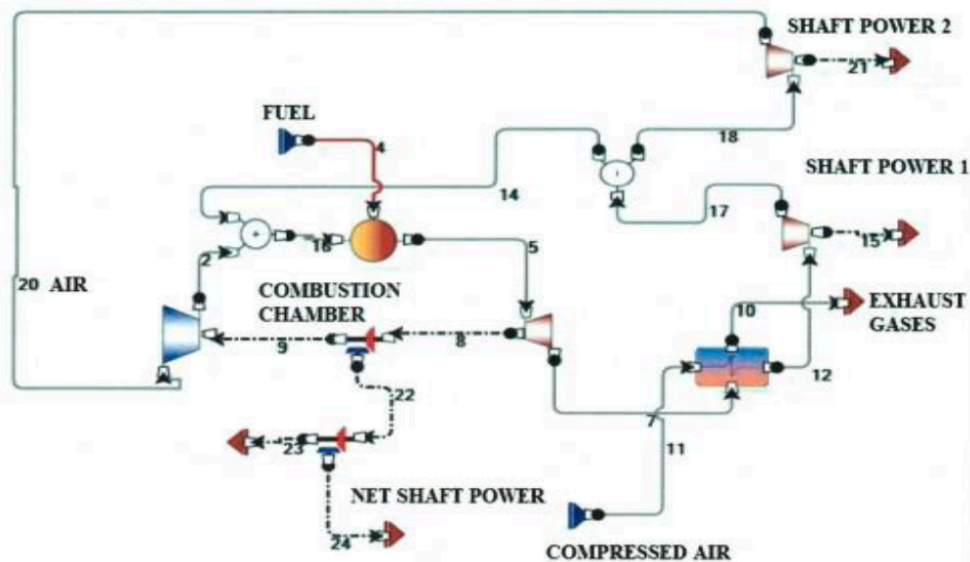 SHAFT POWER 2
21
FUEL
4
18
SHAFT POWER 1
14
17
2
16
5
15
20 AIR
COMBUSTION
CHAMBER
10
EXHAUST
GASES
9
8
12
22
7
11
23
NET SHAFT POWER
24
COMPRESSED AIR